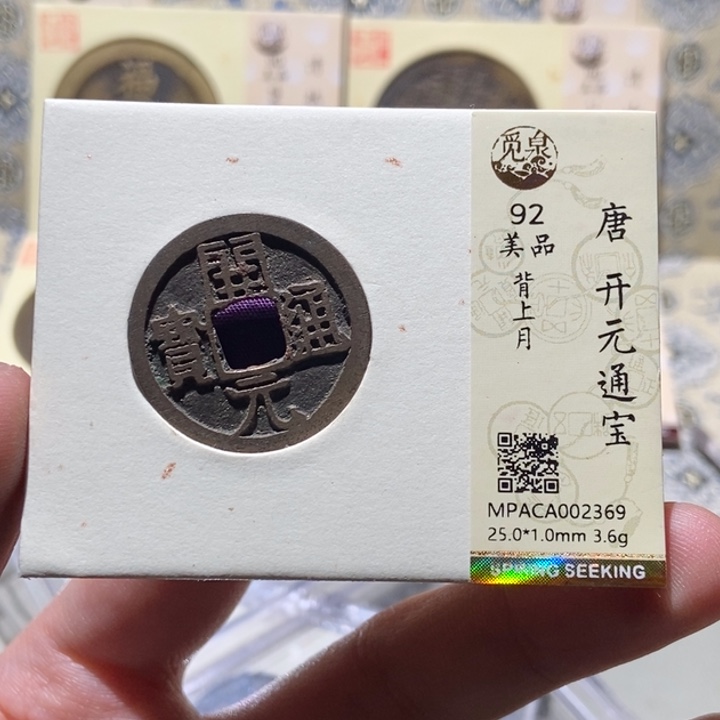 開
通
元
寶
觅泉
92
美品
背上月
唐 开元通宝
MPACA002369
25.0*1.0mm 3.6g
SPRING SEEKING
福